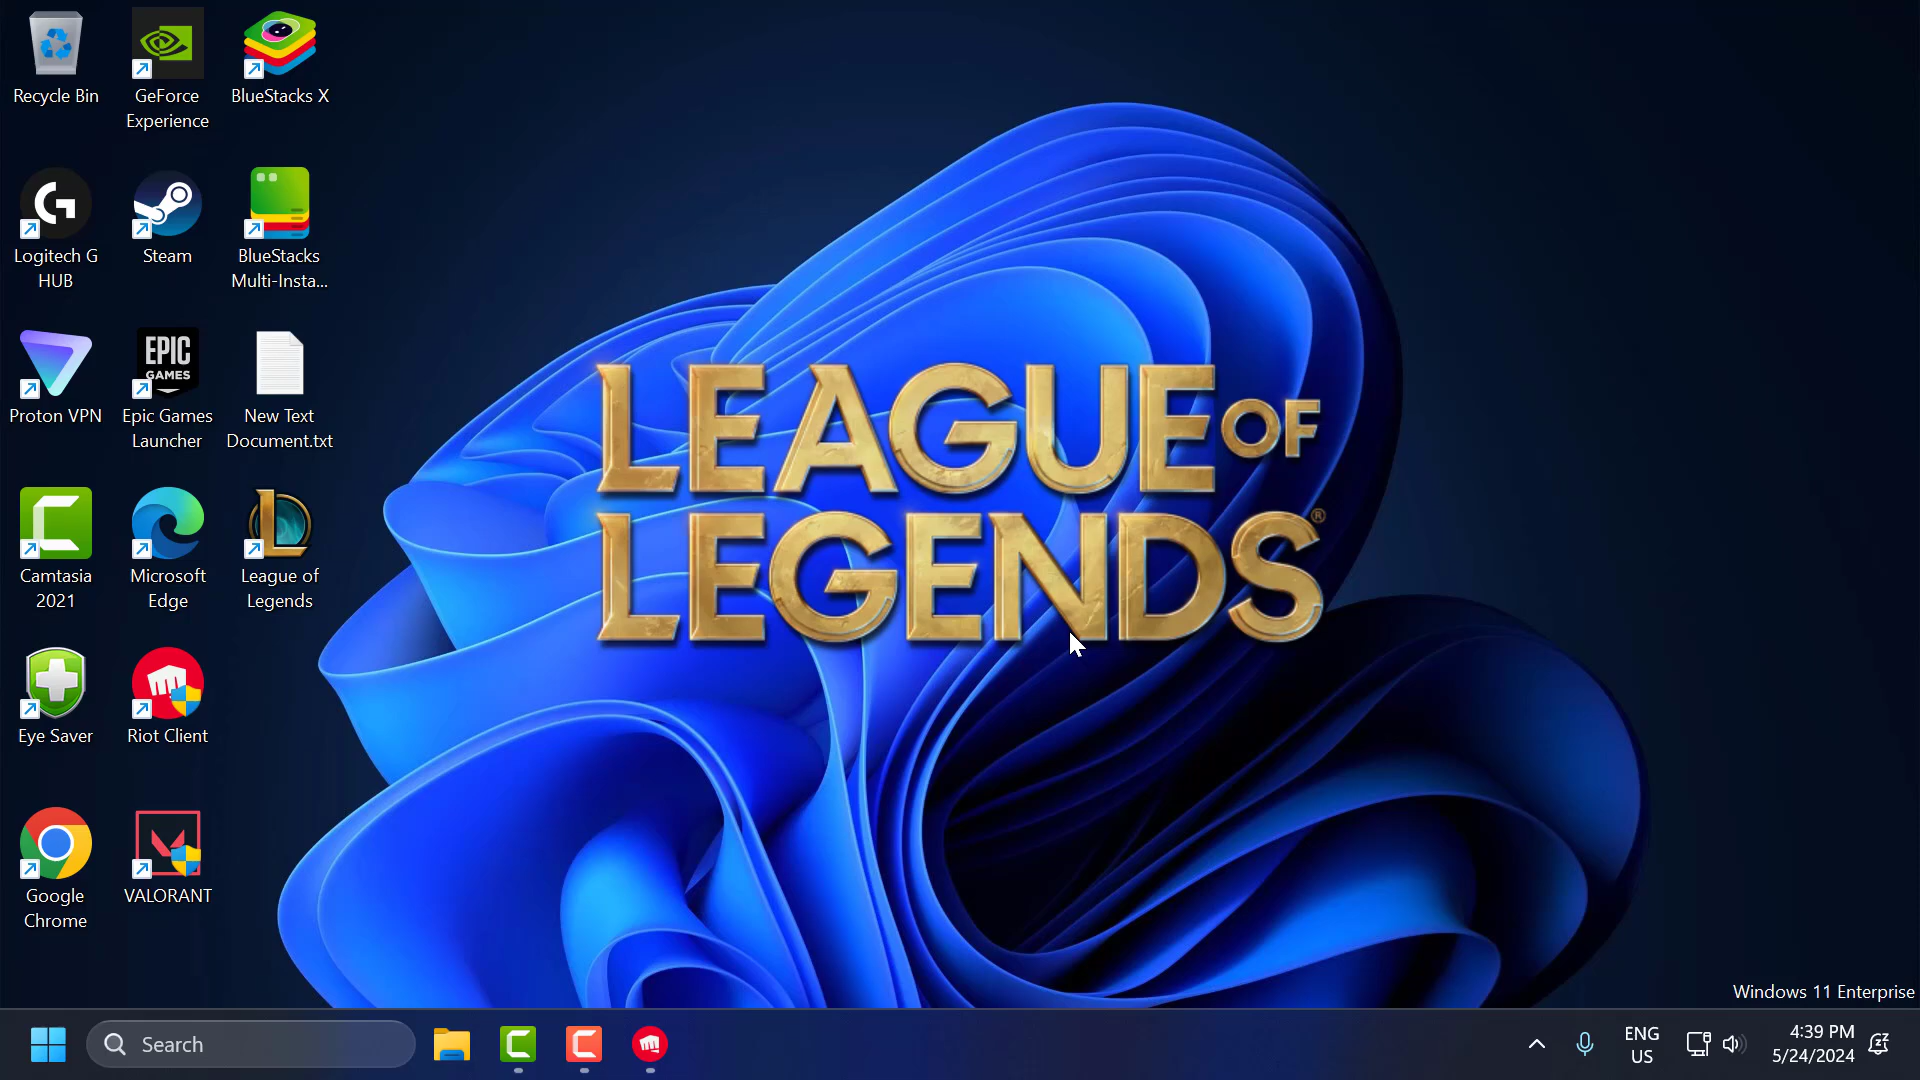 Recycle Bin
GeForce
Experience
BlueStacks X
Logitech G
HUB
Steam
BlueStacks
Multi-Insta...
Proton VPN
EPIC
GAMES
Epic Games
Launcher
New Text
Document.txt
Camtasia
2021
Microsoft
Edge
League of
Legends
Eye Saver
Riot Client
Google
Chrome
VALORANT
LEAGUE OF
LEGENDS®
Windows 11 Enterprise
Search
ENG
US
4:39 PM
5/24/2024